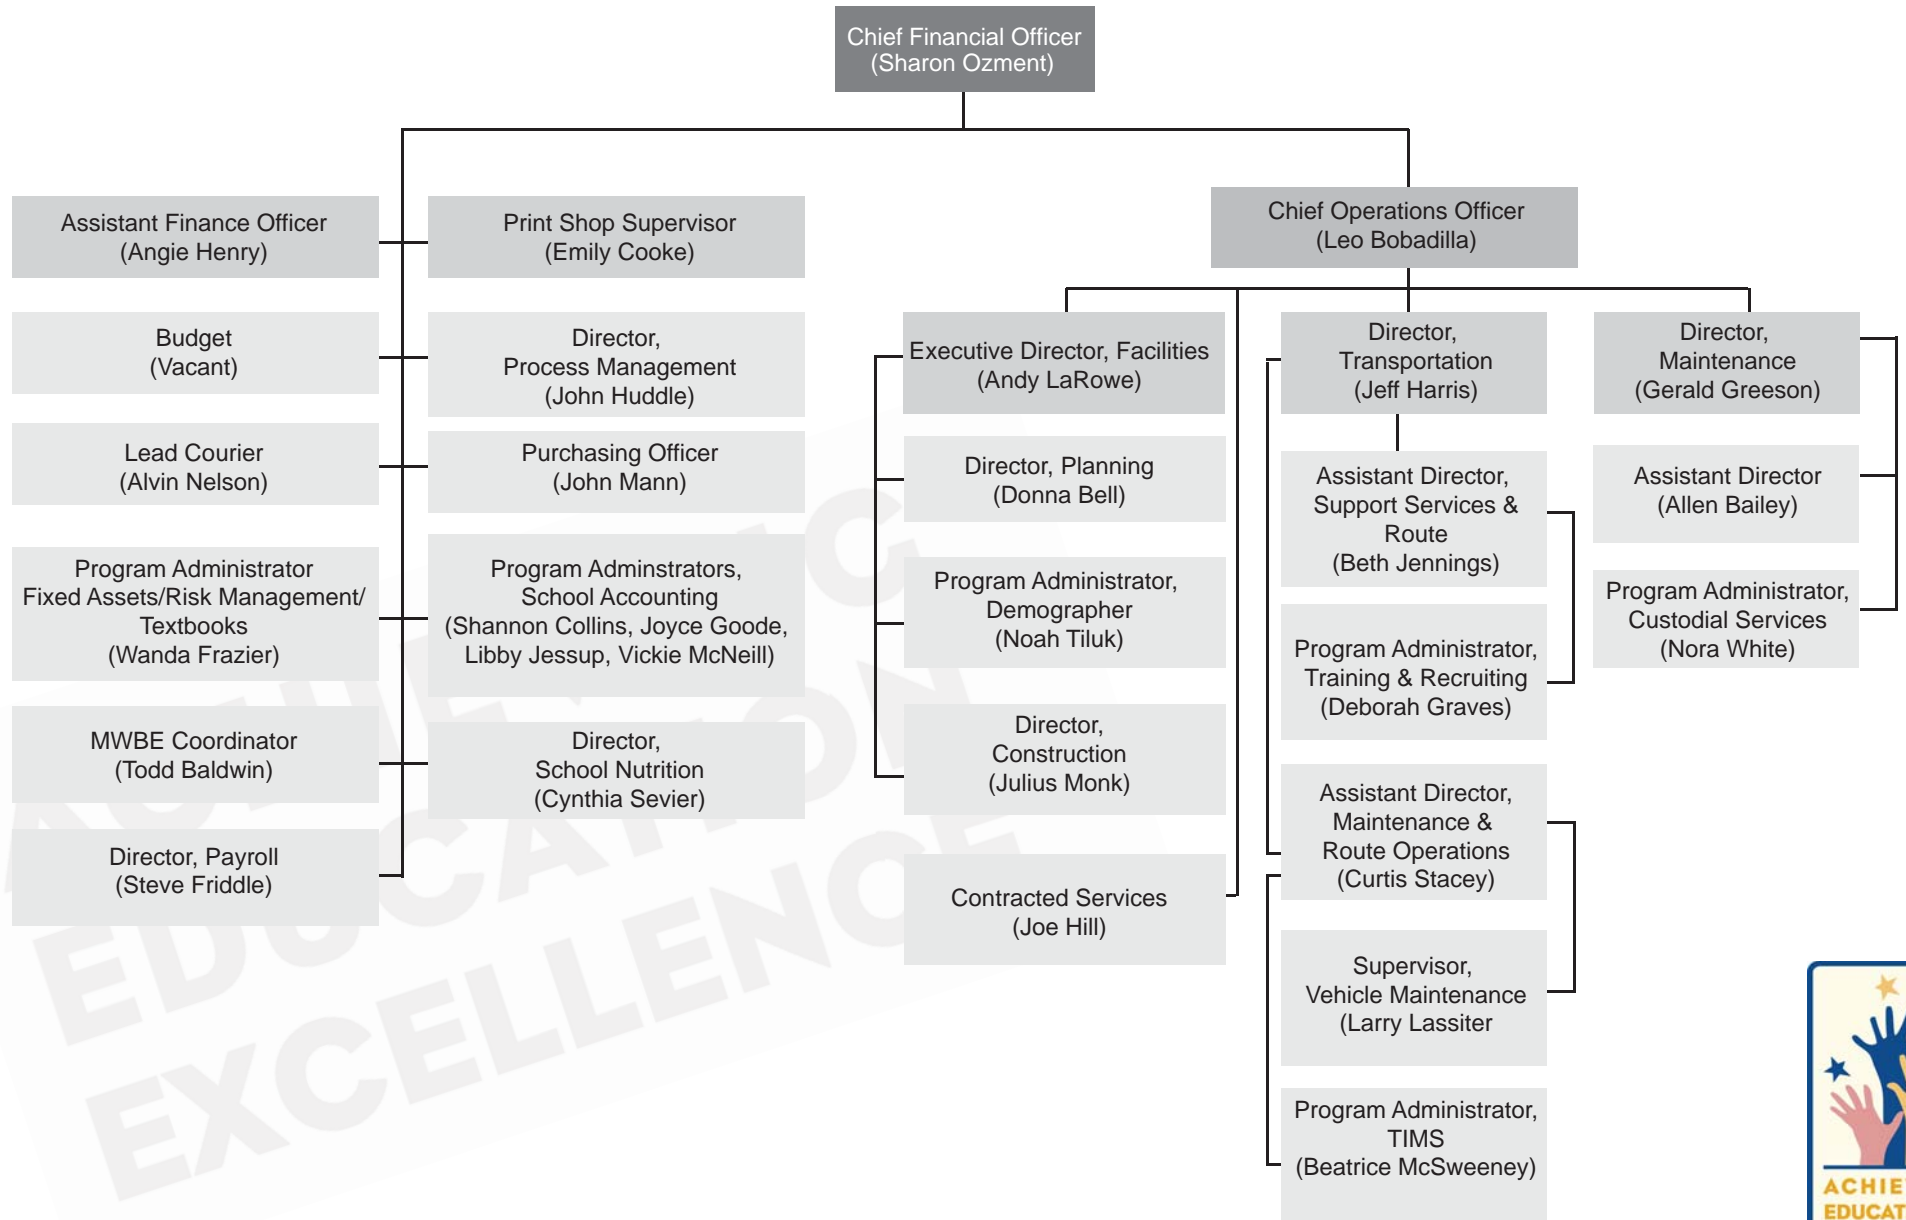 Chief Financial Officer
(Sharon Ozment)
Assistant Finance Officer
(Angie Henry)
Print Shop Supervisor
(Emily Cooke)
Budget
(Vacant)
Director,
Process Management
(John Huddle)
Lead Courier
(Alvin Nelson)
Purchasing Officer
(John Mann)
Program Administrator
Fixed Assets/Risk Management/
Textbooks
(Wanda Frazier)
Program Adminstrators,
School Accounting
(Shannon Collins, Joyce Goode,
Libby Jessup, Vickie McNeill)
MWBE Coordinator
(Todd Baldwin)
Director,
School Nutrition
(Cynthia Sevier)
Director, Payroll
(Steve Friddle)
Chief Operations Officer
(Leo Bobadilla)
Executive Director, Facilities
(Andy LaRowe)
Director, Planning
(Donna Bell)
Program Administrator,
Demographer
(Noah Tiluk)
Director,
Construction
(Julius Monk)
Contracted Services
(Joe Hill)
Director,
Transportation
(Jeff Harris)
Assistant Director,
Support Services &
Route
(Beth Jennings)
Program Administrator,
Training & Recruiting
(Deborah Graves)
Assistant Director,
Maintenance &
Route Operations
(Curtis Stacey)
Supervisor,
Vehicle Maintenance
(Larry Lassiter
Program Administrator,
TIMS
(Beatrice McSweeney)
Director,
Maintenance
(Gerald Greeson)
Assistant Director
(Allen Bailey)
Program Administrator,
Custodial Services
(Nora White)
EDUCATION
EXCELLENCE
ACHIE
EDUCAT